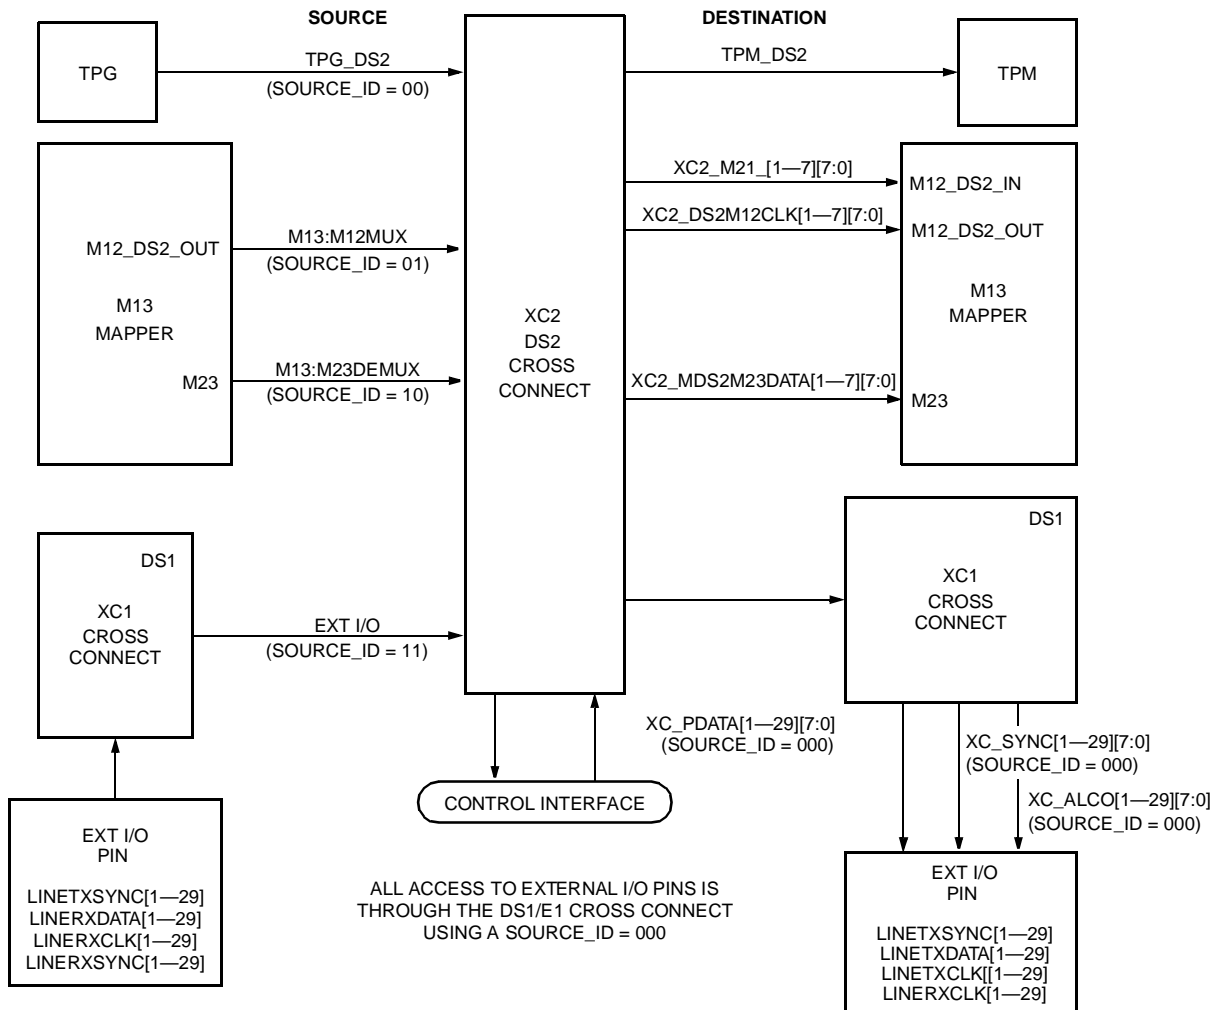 SOURCE
DESTINATION
TPG
TPG_DS2
(SOURCE_ID = 00)
TPM_DS2
TPM
M12_DS2_OUT
M13
MAPPER
M23
M13:M12MUX
(SOURCE_ID = 01)
M13:M23DEMUX
(SOURCE_ID = 10)
XC2
DS2
CROSS
CONNECT
XC2_M21_[1—7][7:0]
XC2_DS2M12CLK[1—7][7:0]
XC2_MDS2M23DATA[1—7][7:0]
M12_DS2_IN
M12_DS2_OUT
M13
MAPPER
M23
DS1
XC1
CROSS
CONNECT
EXT I/O
(SOURCE_ID = 11)
DS1
XC1
CROSS
CONNECT
XC_PDATA[1—29][7:0]
(SOURCE_ID = 000)
XC_SYNC[1—29][7:0]
(SOURCE_ID = 000)
XC_ALCO[1—29][7:0]
(SOURCE_ID = 000)
CONTROL INTERFACE
EXT I/O
PIN
LINETXSYNC[1—29]
LINERXDATA[1—29]
LINERXCLK[1—29]
LINERXSYNC[1—29]
ALL ACCESS TO EXTERNAL I/O PINS IS
THROUGH THE DS1/E1 CROSS CONNECT
USING A SOURCE_ID = 000
EXT I/O
PIN
LINETXSYNC[1—29]
LINETXDATA[1—29]
LINETXCLK[[1—29]
LINERXCLK[1—29]